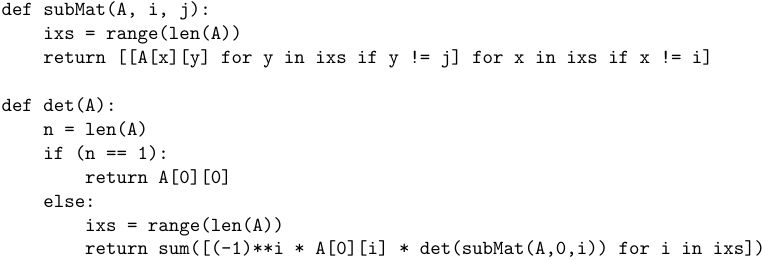 def subMat(A, i, j):
    ixs = range(len(A))
    return [[A[x][y] for y in ixs if y != j] for x in ixs if x != i]

def det(A):
    n = len(A)
    if (n == 1):
        return A[0][0]
    else:
        ixs = range(len(A))
        return sum([(-1)**i * A[0][i] * det(subMat(A,0,i)) for i in ixs])